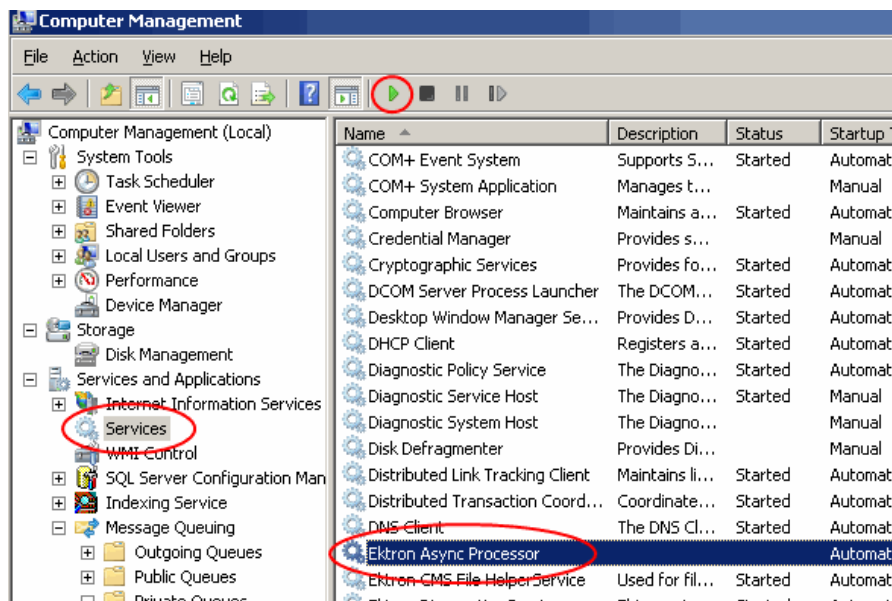 Computer Management
File Action View Help
Computer Management (Local)
System Tools
Task Scheduler
Event Viewer
Shared Folders
Local Users and Groups
Performance
Device Manager
Storage
Disk Management
Services and Applications
Internet Information Services
Services
WMI Control
SQL Server Configuration Man
Indexing Service
Message Queuing
Outgoing Queues
Public Queues
Private Queues
Name Description Status Startup
COM+ Event System Supports S... Started Automat
COM+ System Application Manages t... Manual
Computer Browser Maintains a... Started Automat
Credential Manager Provides s... Manual
Cryptographic Services Provides fo... Started Automat
DCOM Server Process Launcher The DCOM... Started Automat
Desktop Window Manager Se... Provides D... Started Automat
DHCP Client Registers a... Started Automat
Diagnostic Policy Service The Diagno... Started Automat
Diagnostic Service Host The Diagno... Started Manual
Diagnostic System Host The Diagno... Manual
Disk Defragmenter Provides Di... Manual
Distributed Link Tracking Client Maintains li... Started Automat
Distributed Transaction Coord... Coordinate... Started Automat
DNS Client The DNS Cl... Started Automat
Ektron Async Processor Automat
Ektron CMS File HelperService Used for fil... Started Automat